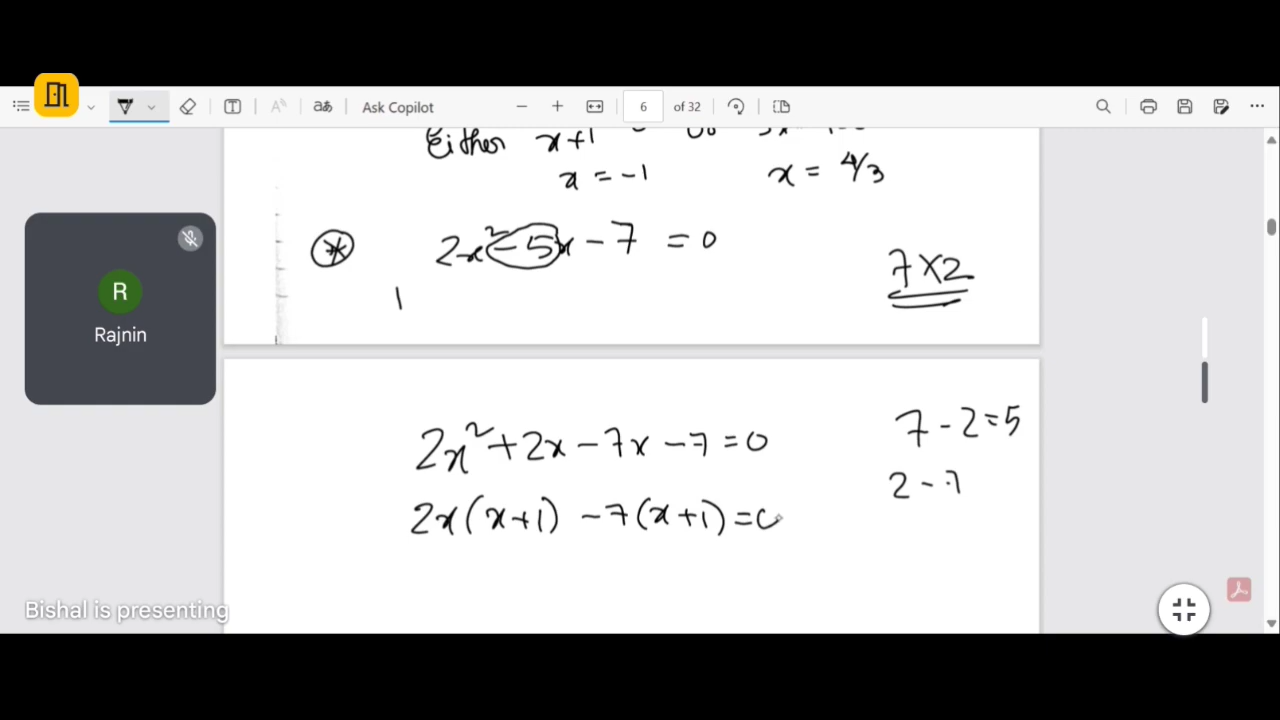 Ask Copilot
6 of 32
Either x+1
x = -1 x = 4/3
2x² - 5x - 7 = 0
7 × 2
1
R
Rajnin
2x² + 2x - 7x - 7 = 0
7 - 2 = 5
2 - 7
2x(x+1) - 7(x+1) = 0
Bishal is presenting